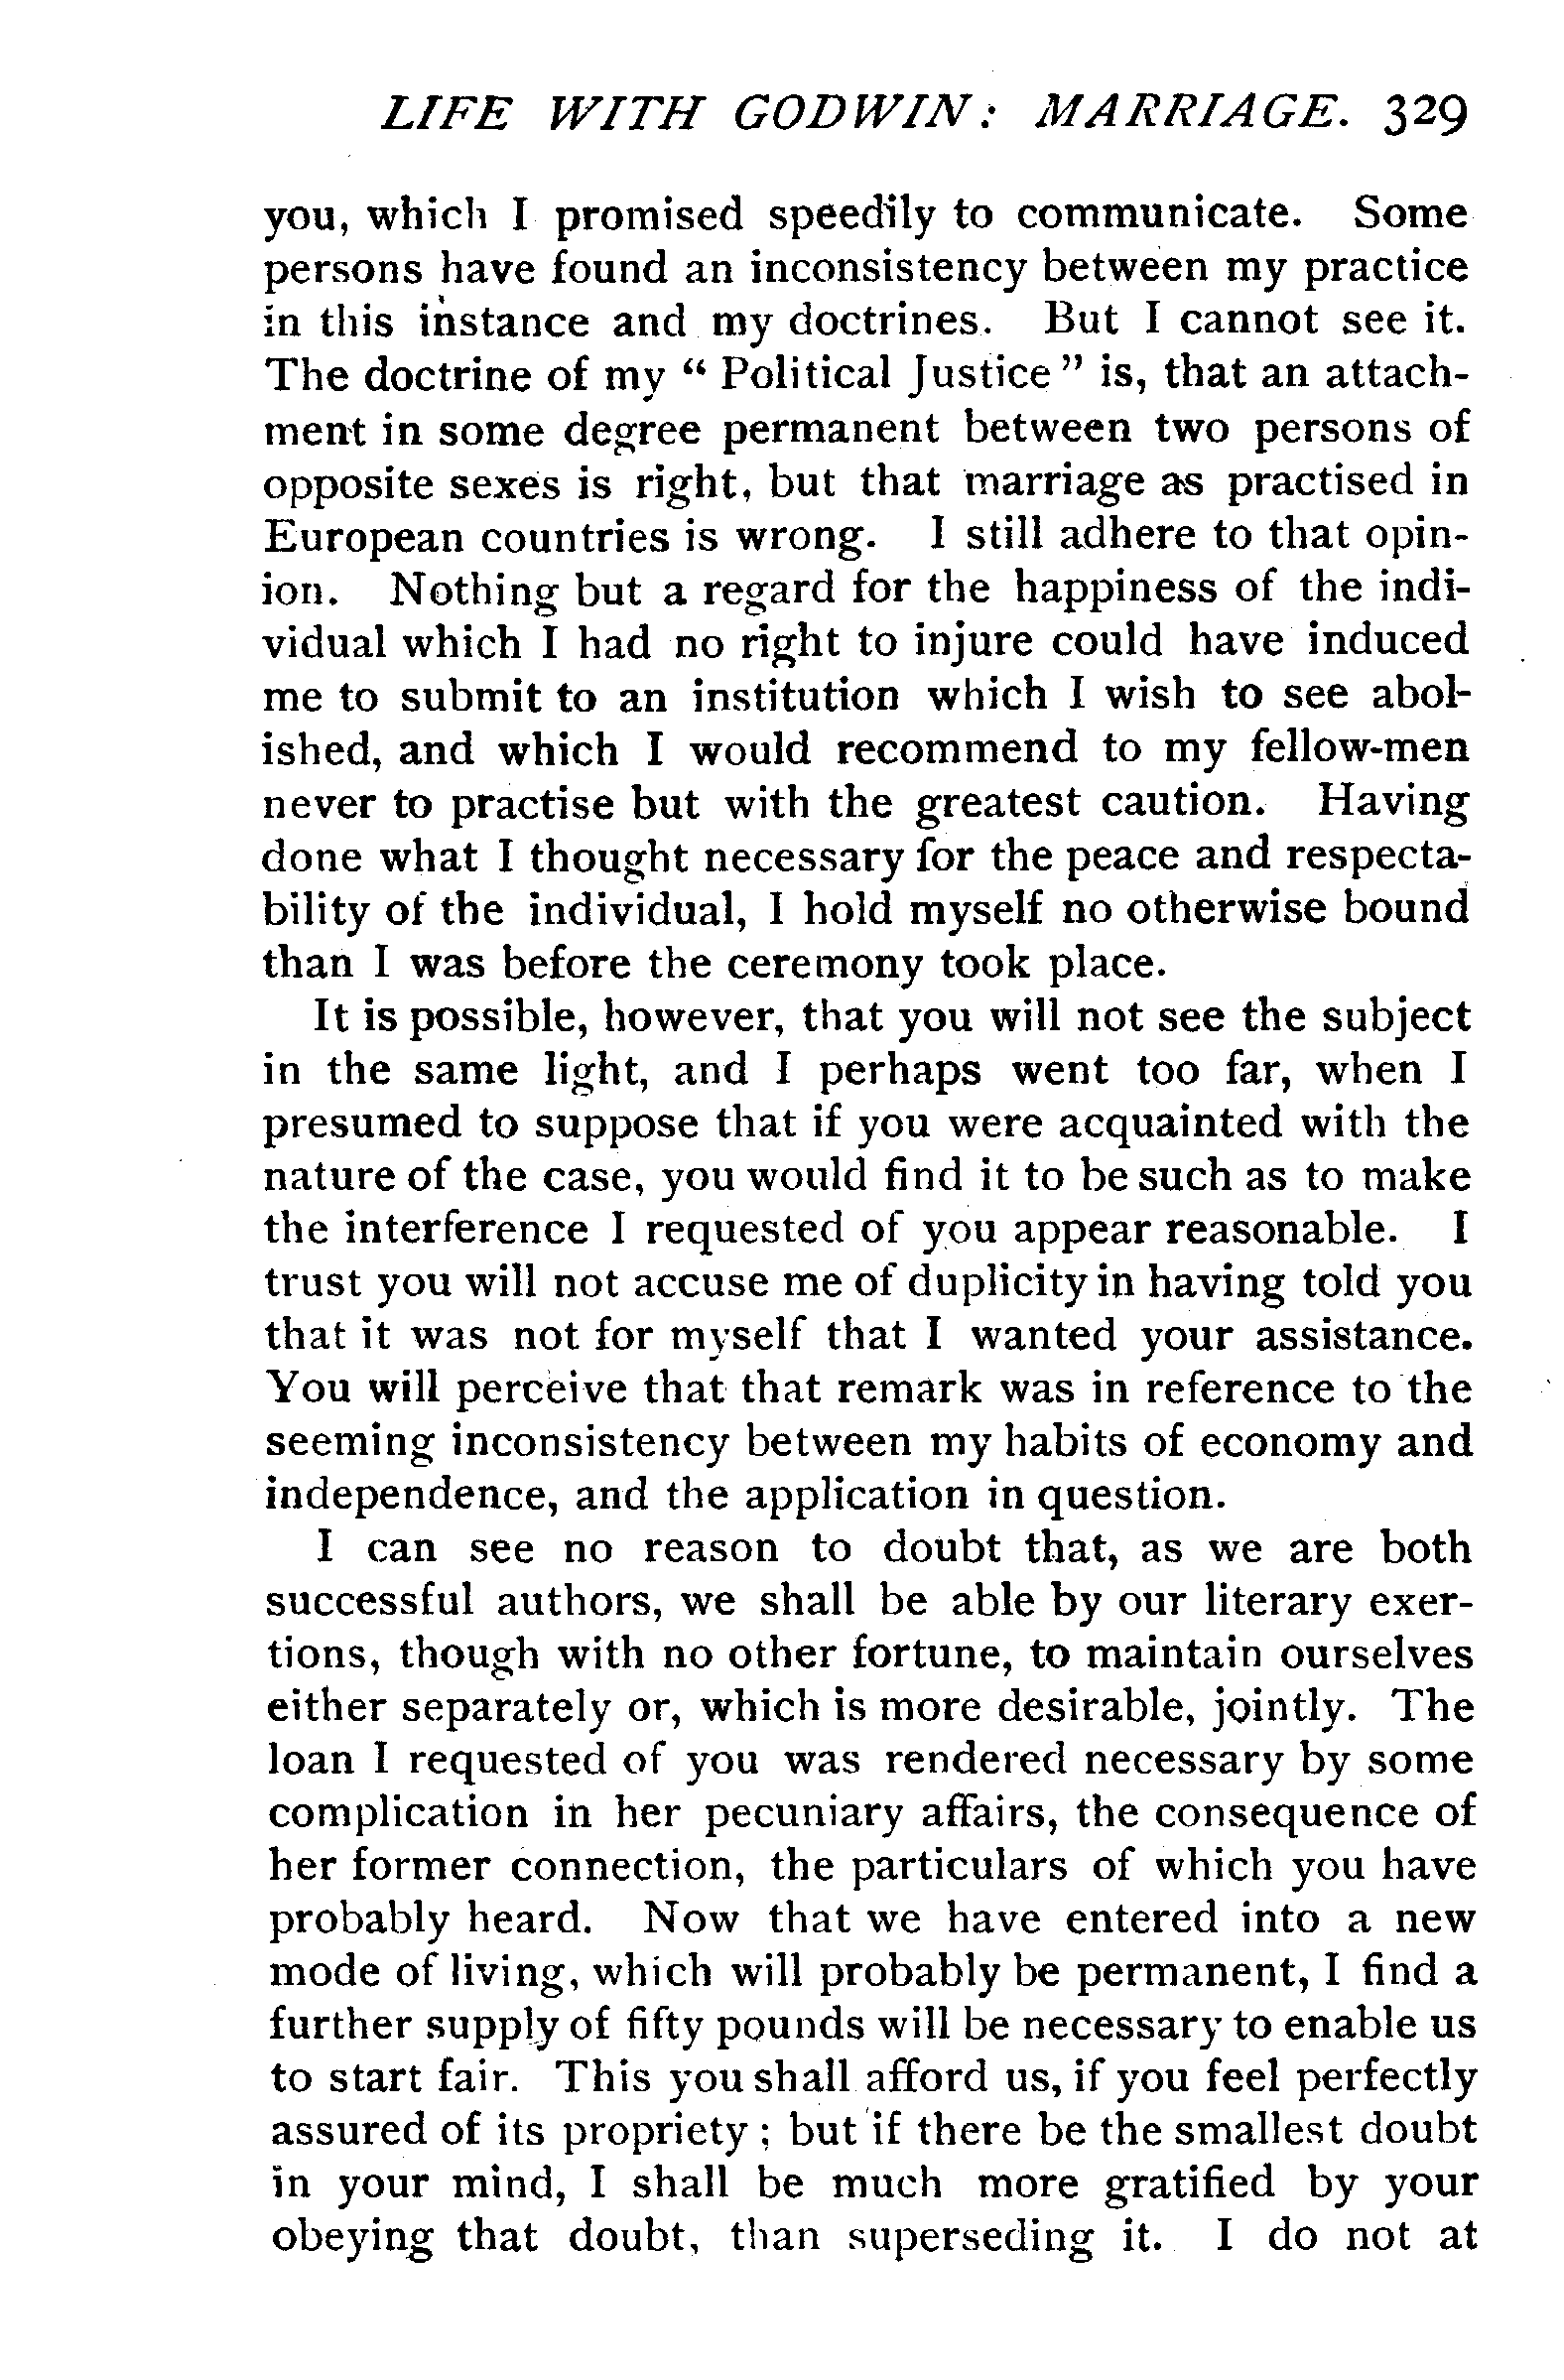 LIFE WITH GODWIN: MARRIAGE. 329
you, which I promised speedily to communicate. Some
persons have found an inconsistency between my practice
in this instance and my doctrines. But I cannot see it.
The doctrine of my “ Political Justice ” is, that an attach-
ment in some degree permanent between two persons of
opposite sexes is right, but that marriage as practised in
European countries is wrong. I still adhere to that opin-
ion. Nothing but a regard for the happiness of the indi-
vidual which I had no right to injure could have induced
me to submit to an institution which I wish to see abol-
ished, and which I would recommend to my fellow-men
never to practise but with the greatest caution. Having
done what I thought necessary for the peace and respecta-
bility of the individual, I hold myself no otherwise bound
than I was before the ceremony took place.
It is possible, however, that you will not see the subject
in the same light, and I perhaps went too far, when I
presumed to suppose that if you were acquainted with the
nature of the case, you would find it to be such as to make
the interference I requested of you appear reasonable. I
trust you will not accuse me of duplicity in having told you
that it was not for myself that I wanted your assistance.
You will perceive that that remark was in reference to the
seeming inconsistency between my habits of economy and
independence, and the application in question.
I can see no reason to doubt that, as we are both
successful authors, we shall be able by our literary exer-
tions, though with no other fortune, to maintain ourselves
either separately or, which is more desirable, jointly. The
loan I requested of you was rendered necessary by some
complication in her pecuniary affairs, the consequence of
her former connection, the particulars of which you have
probably heard. Now that we have entered into a new
mode of living, which will probably be permanent, I find a
further supply of fifty pounds will be necessary to enable us
to start fair. This you shall afford us, if you feel perfectly
assured of its propriety ; but if there be the smallest doubt
in your mind, I shall be much more gratified by your
obeying that doubt, than superseding it. I do not at